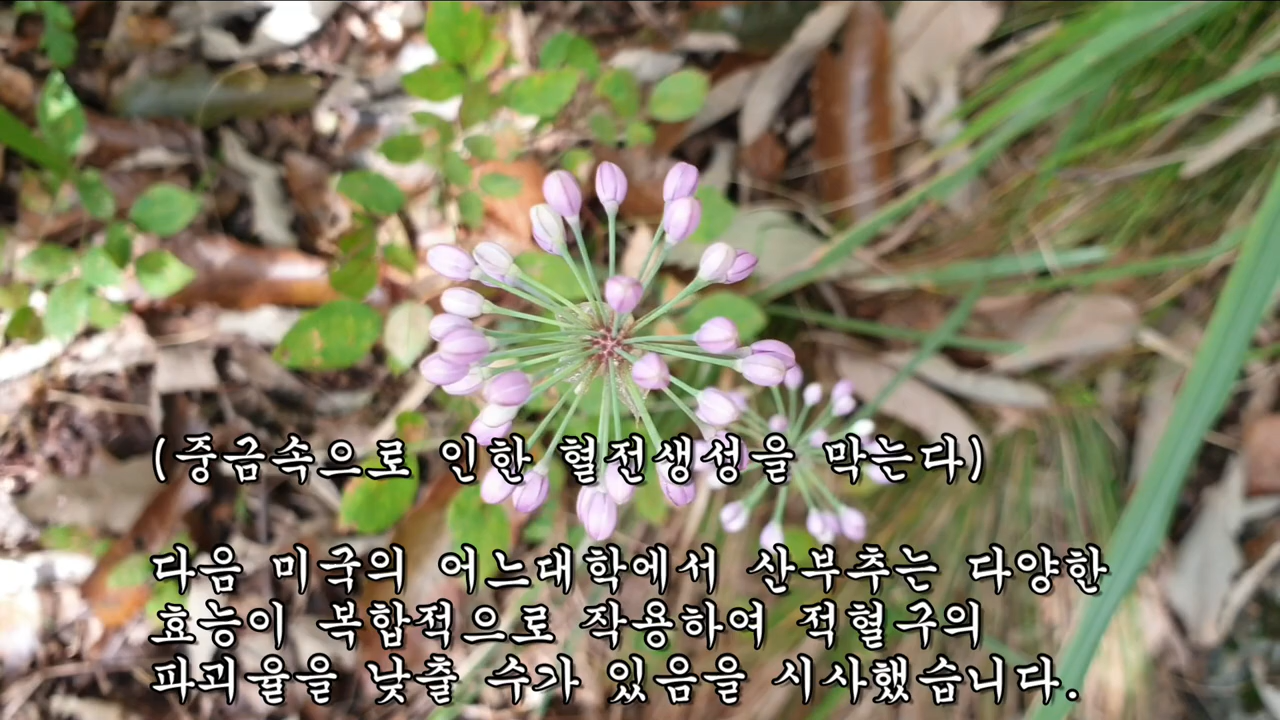 (중금속으로 인한 혈전생성을 막는다)
다음 미국의 어느대학에서 산부추는 다양한
효능이 복합적으로 작용하여 적혈구의
파괴율을 낮출 수가 있음을 시사했습니다.